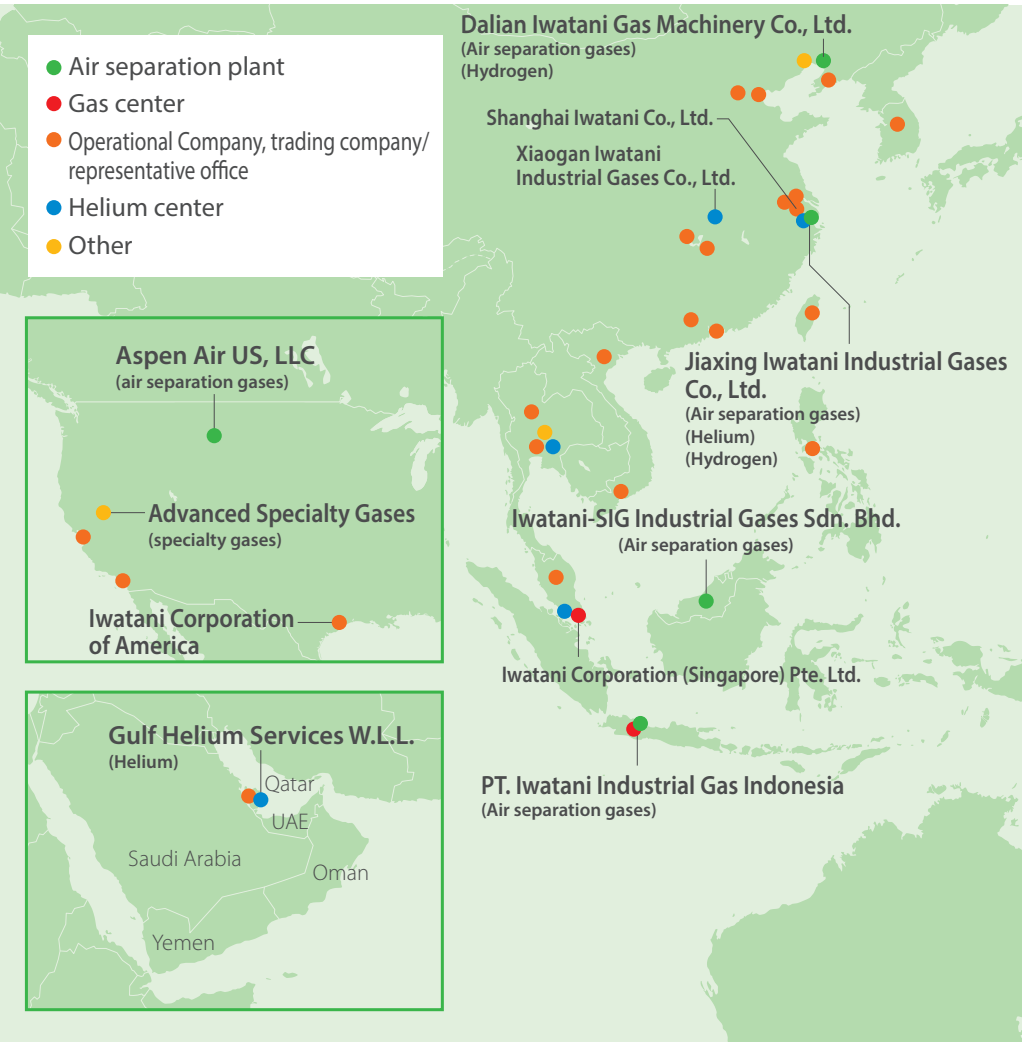 Air separation plant
Gas center
Operational Company, trading company/
representative office
Helium center
Other
Dalian Iwatani Gas Machinery Co., Ltd.
(Air separation gases)
(Hydrogen)
Shanghai Iwatani Co., Ltd.
Xiaogan Iwatani
Industrial Gases Co., Ltd.
Jiaxing Iwatani Industrial Gases
Co., Ltd.
(Air separation gases)
(Helium)
(Hydrogen)
Iwatani-SIG Industrial Gases Sdn. Bhd.
(Air separation gases)
Iwatani Corporation (Singapore) Pte. Ltd.
PT. Iwatani Industrial Gas Indonesia
(Air separation gases)
Aspen Air US, LLC
(air separation gases)
Advanced Specialty Gases
(specialty gases)
Iwatani Corporation
of America
Gulf Helium Services W.L.L.
(Helium)
Qatar
UAE
Saudi Arabia
Oman
Yemen